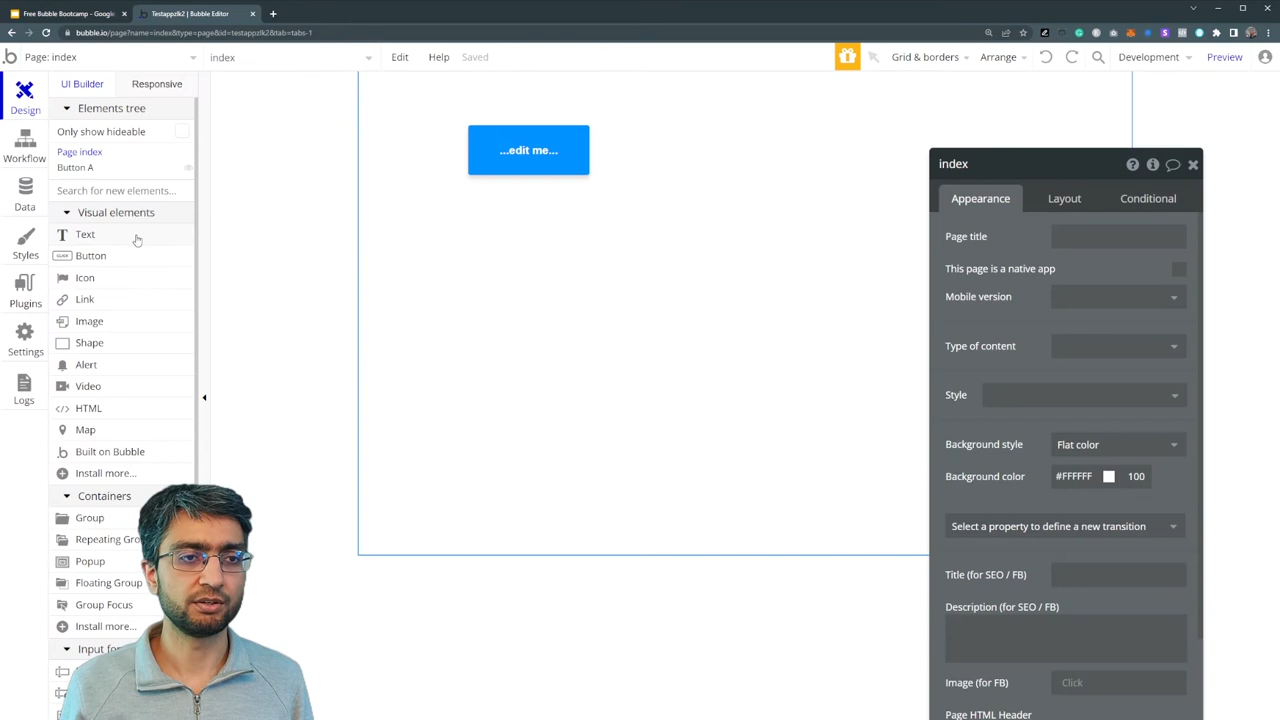 Free Bubble Bootcamp - Google
Testappzlk2 | Bubble Editor
bubble.io/page?name=index&type=page&id=testappzlk2&tab=tabs-1
Page: index
index
Edit
Help
Saved
Grid & borders
Arrange
Development
Preview
Design
Workflow
Data
Styles
Plugins
Settings
Logs
UI Builder
Responsive
Elements tree
Only show hideable
Page index
Button A
Search for new elements...
Visual elements
Text
CLICK
Button
Icon
Link
Image
Shape
Alert
Video
HTML
Map
Built on Bubble
Install more...
Containers
Group
Repeating Gro
Popup
Floating Group
Group Focus
Install more...
Input for
...edit me...
index
Appearance
Layout
Conditional
Page title
This page is a native app
Mobile version
Type of content
Style
Background style
Flat color
Background color
#FFFFFF
100
Select a property to define a new transition
Title (for SEO / FB)
Description (for SEO / FB)
Image (for FB)
Click
Page HTML Header